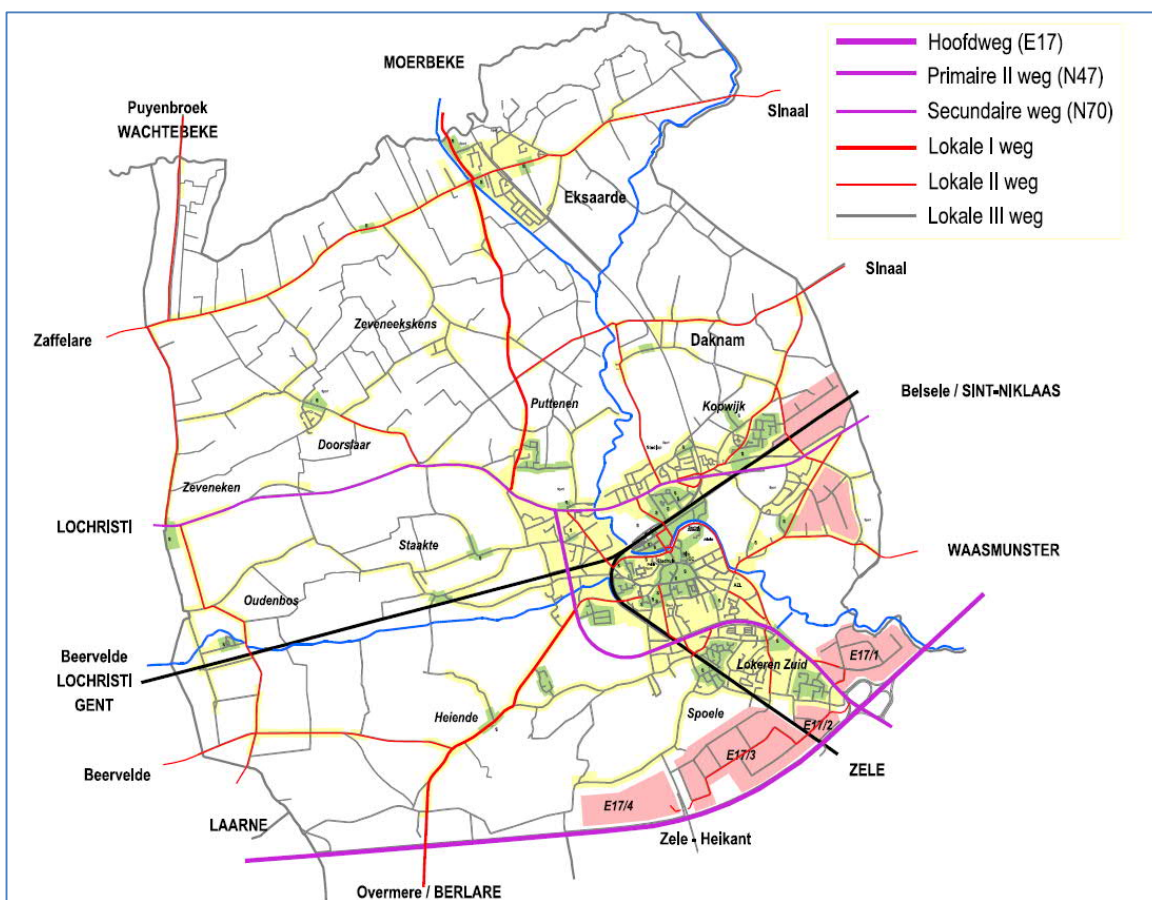 Hoofdweg (E17)
Primaire II weg (N47)
Secundaire weg (N70)
Lokale I weg
Lokale II weg
Lokale III weg
MOERBEKE
Puyenbroek
WACHTEBEKE
SInaal
Eksaarde
SInaal
Zaffelare
Zeveneekskens
Daknam
Belsele / SINT-NIKLAAS
Puttenen
Kopwijk
Doorslaar
Zeveneken
LOCHRISTI
Staakte
WAASMUNSTER
Oudenbos
Beervelde
LOCHRISTI
GENT
Lokeren Zuid
E17/1
Heiende
Spoele
E17/2
E17/3
Beervelde
ZELE
E17/4
LAARNE
Zele - Heikant
Overmere / BERLARE